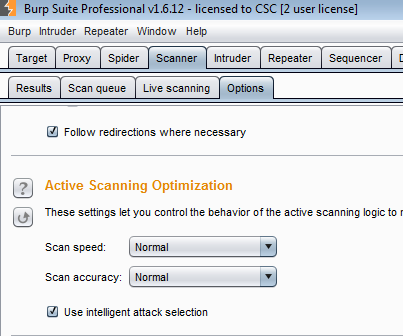 Burp Suite Professional v1.6.12 - licensed to CSC [2 user license]
Burp Intruder Repeater Window Help
Target Proxy Spider Scanner Intruder Repeater Sequencer
Results Scan queue Live scanning Options
Follow redirections where necessary
? Active Scanning Optimization
These settings let you control the behavior of the active scanning logic to
Scan speed: Normal
Scan accuracy: Normal
Use intelligent attack selection